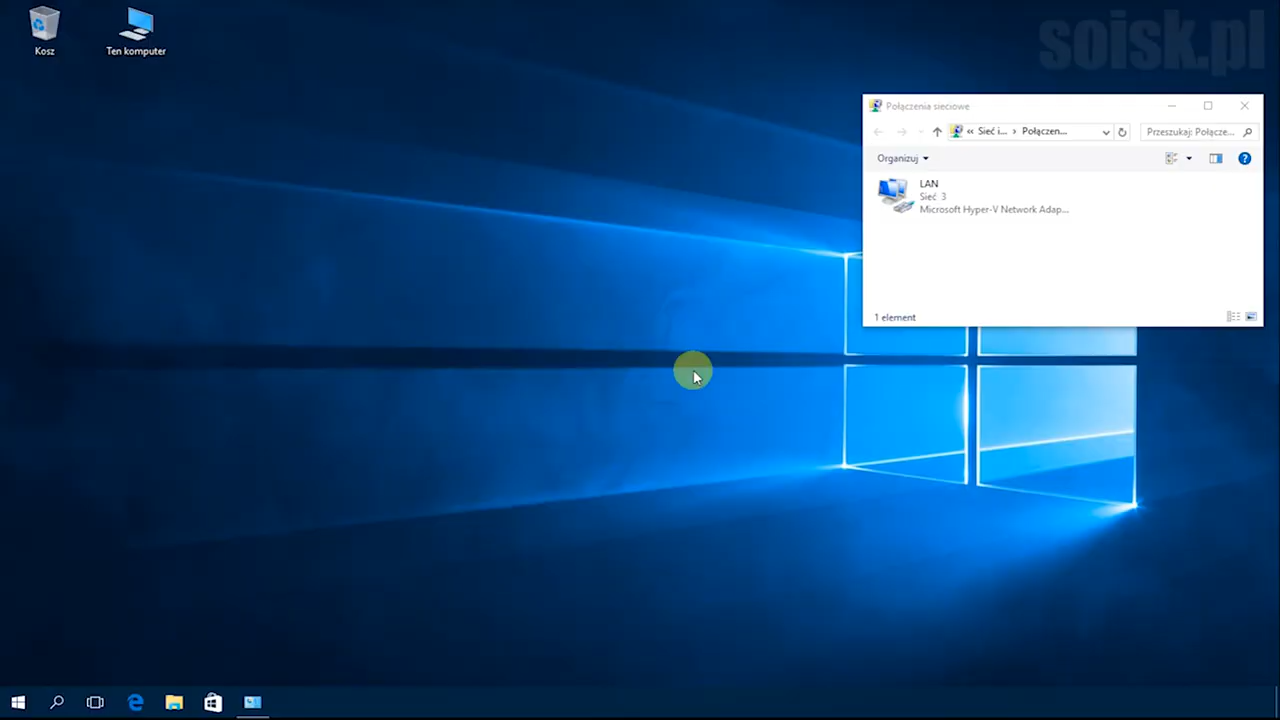 Kosz
Ten komputer
soisk.pl
Połączenia sieciowe
« Sieć i... › Połączen...
Przeszukaj: Połącze...
Organizuj
LAN
Sieć 3
Microsoft Hyper-V Network Adap...
1 element